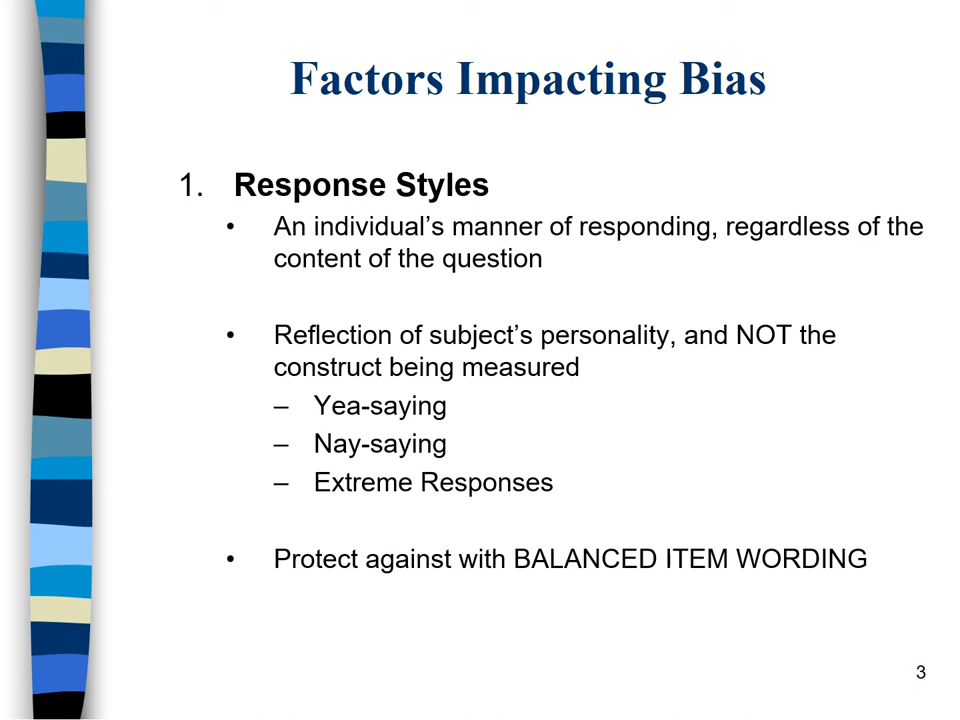 Factors Impacting Bias
1. Response Styles
• An individual’s manner of responding, regardless of the
content of the question
• Reflection of subject’s personality, and NOT the
construct being measured
– Yea-saying
– Nay-saying
– Extreme Responses
• Protect against with BALANCED ITEM WORDING
3